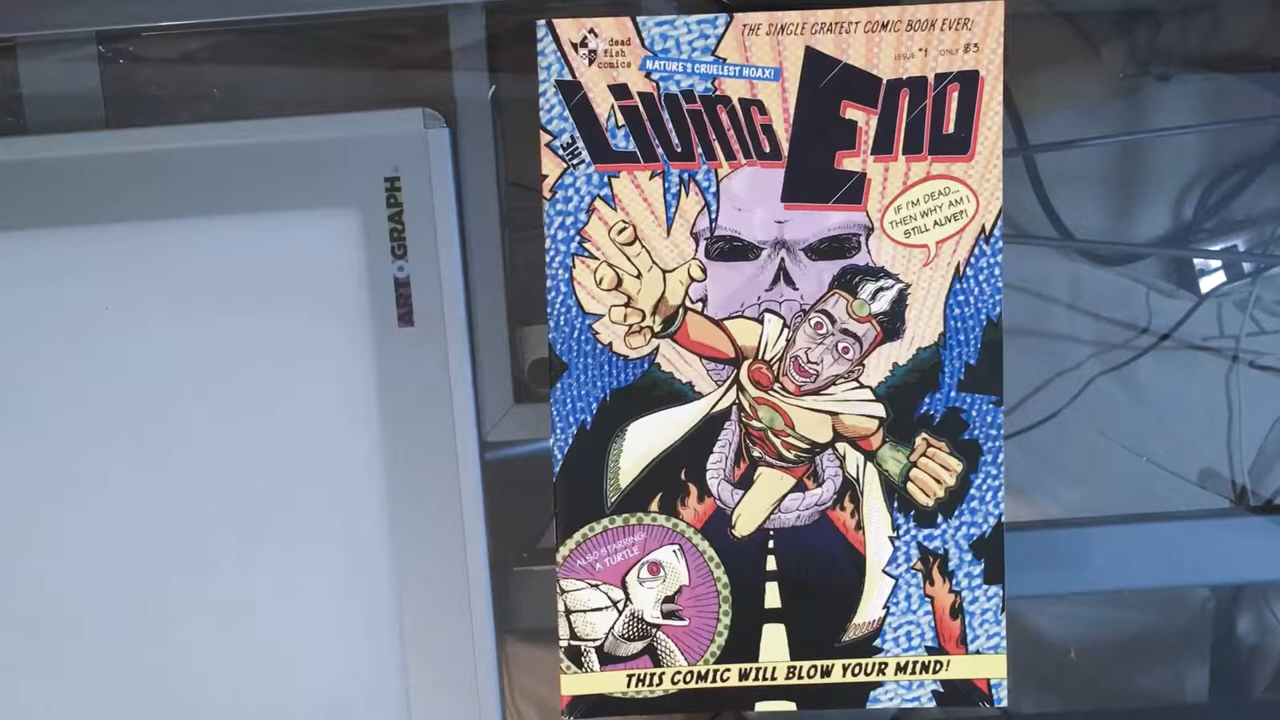 THE SINGLE GRATEST COMIC BOOK EVER!
dead
fish
comics
ISSUE #1 ONLY $3
NATURE'S CRUELEST HOAX!
THE LIVING END
IF I'M DEAD...
THEN WHY AM I
STILL ALIVE?!
ARTOGRAPH
ALSO STARRING:
A TURTLE
THIS COMIC WILL BLOW YOUR MIND!